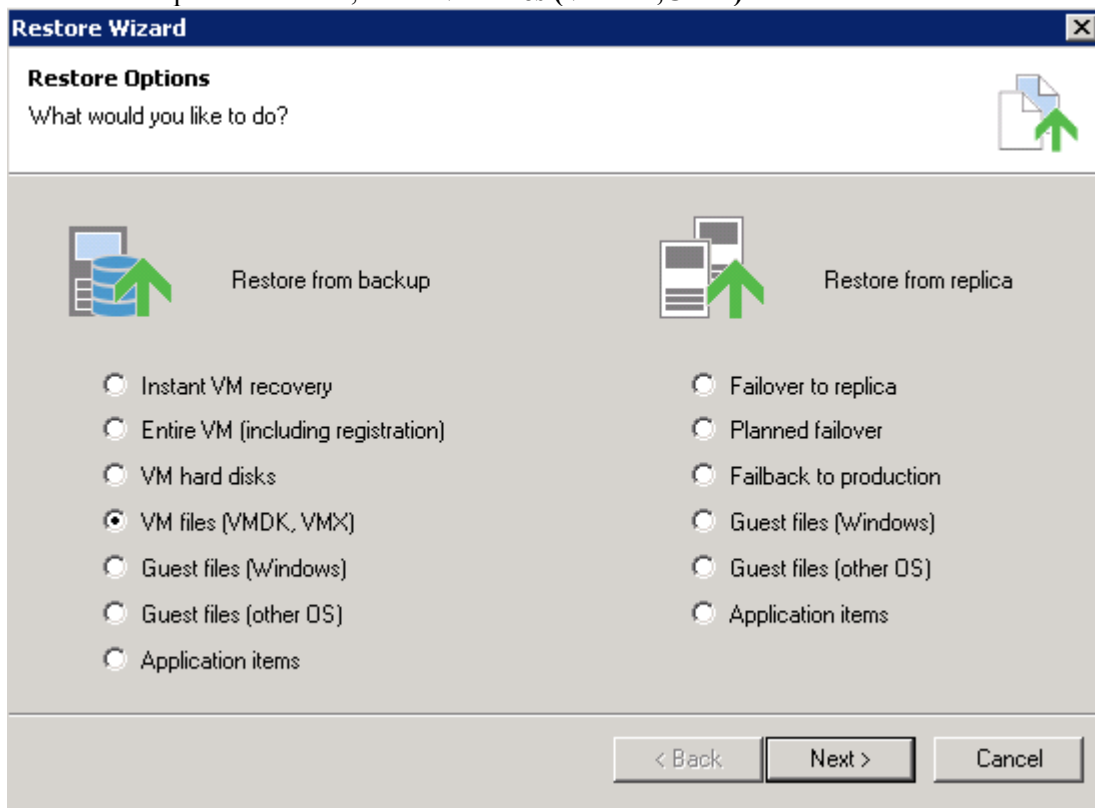 Restore Wizard
Restore Options
What would you like to do?
Restore from backup
Instant VM recovery
Entire VM (including registration)
VM hard disks
VM files (VMDK, VMX)
Guest files (Windows)
Guest files (other OS)
Application items
Restore from replica
Failover to replica
Planned failover
Failback to production
Guest files (Windows)
Guest files (other OS)
Application items
< Back
Next >
Cancel